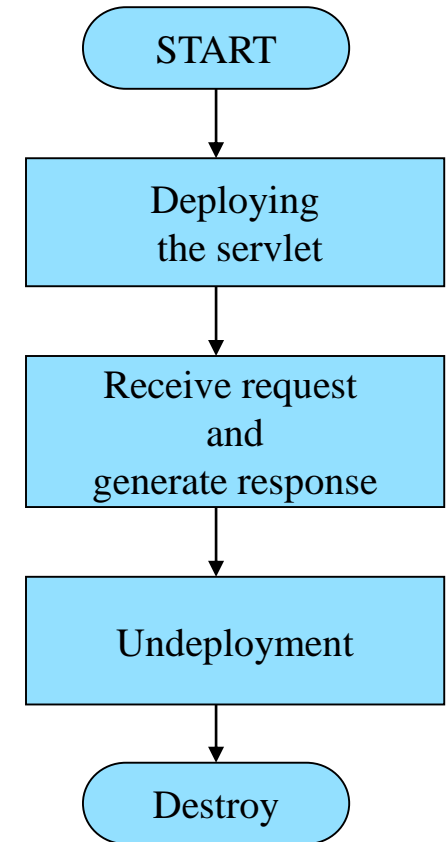 START
Deploying
the servlet
Receive request
and
generate response
Undeployment
Destroy